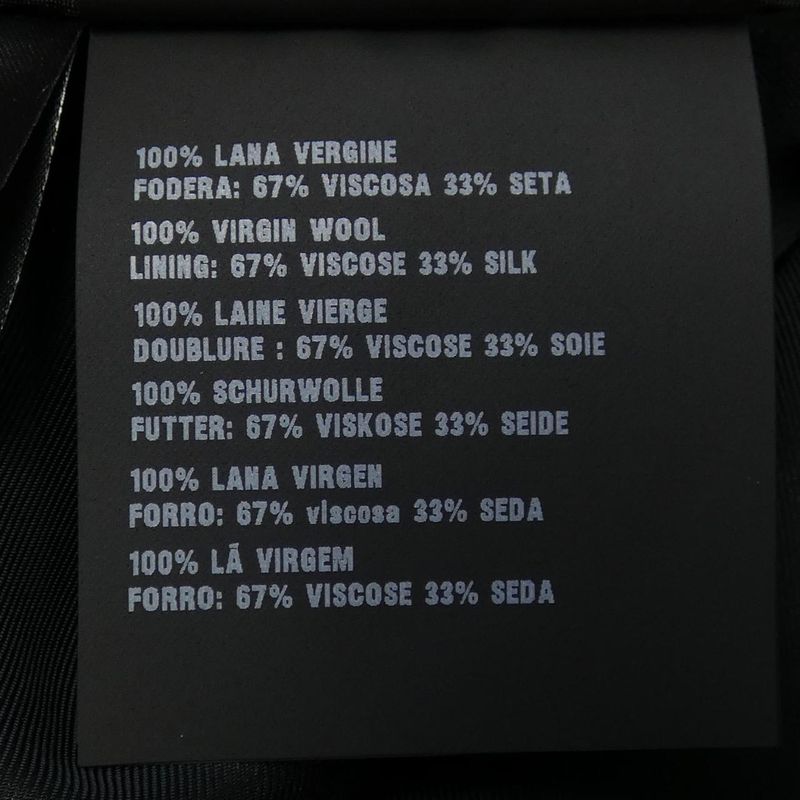 100% LANA VERGINE
FODERA: 67% VISCOSA 33% SETA
100% VIRGIN WOOL
LINING: 67% VISCOSE 33% SILK
100% LAINE VIERGE
DOUBLURE : 67% VISCOSE 33% SOIE
100% SCHURWOLLE
FUTTER: 67% VISKOSE 33% SEIDE
100% LANA VIRGEN
FORRO: 67% viscosa 33% SEDA
100% LÃ VIRGEM
FORRO: 67% VISCOSE 33% SEDA